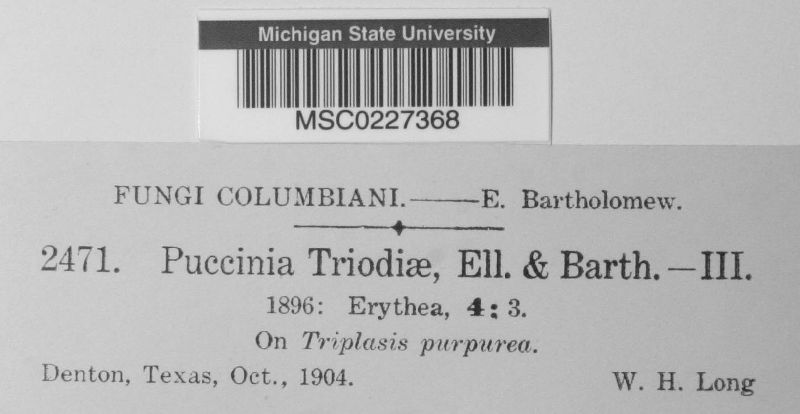 Michigan State University
MSC0227368
FUNGI COLUMBIANI.——E. Bartholomew.
2471. Puccinia Triodiæ, Ell. & Barth.—III.
1896: Erythea, 4: 3.
On Triplasis purpurea.
Denton, Texas, Oct., 1904. W. H. Long